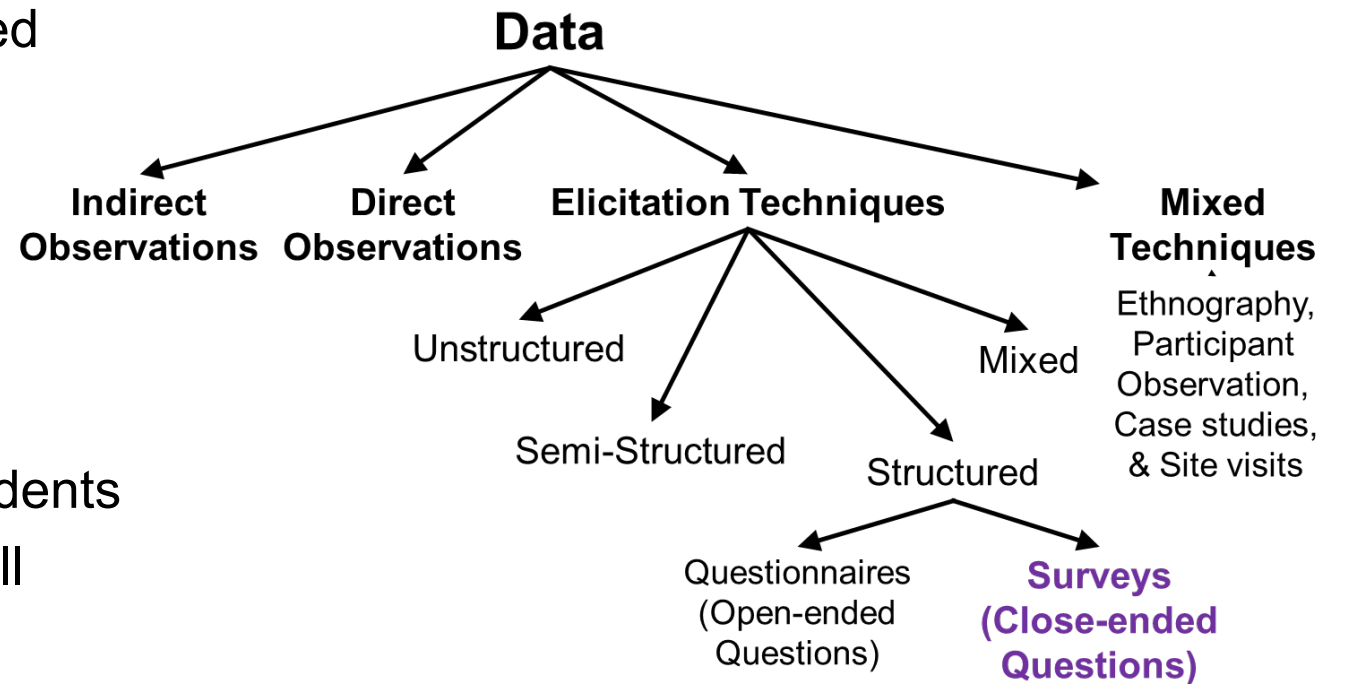 ed
Data
Indirect
Observations
Direct
Observations
Elicitation Techniques
Mixed
Techniques
Ethnography,
Participant
Observation,
Case studies,
& Site visits
Unstructured
Mixed
Semi-Structured
Structured
dents
ll
Questionnaires
(Open-ended
Questions)
Surveys
(Close-ended
Questions)